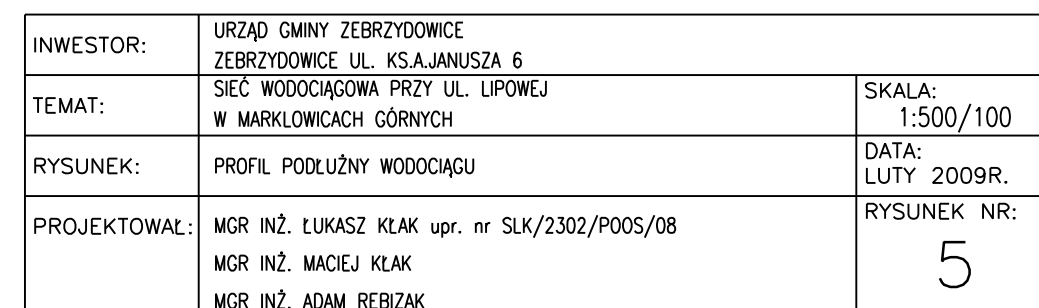 INWESTOR:
URZĄD GMINY ZEBRZYDOWICE
ZEBRZYDOWICE UL. KS.A.JANUSZA 6
TEMAT:
SIEĆ WODOCIĄGOWA PRZY UL. LIPOWEJ
W MARKLOWICACH GÓRNYCH
SKALA:
1:500/100
RYSUNEK:
PROFIL PODŁUŻNY WODOCIĄGU
DATA:
LUTY 2009R.
PROJEKTOWAŁ:
MGR INŻ. ŁUKASZ KŁAK upr. nr SLK/2302/POOS/08
MGR INŻ. MACIEJ KŁAK
MGR INŻ. ADAM REBIZAK
RYSUNEK NR:
5